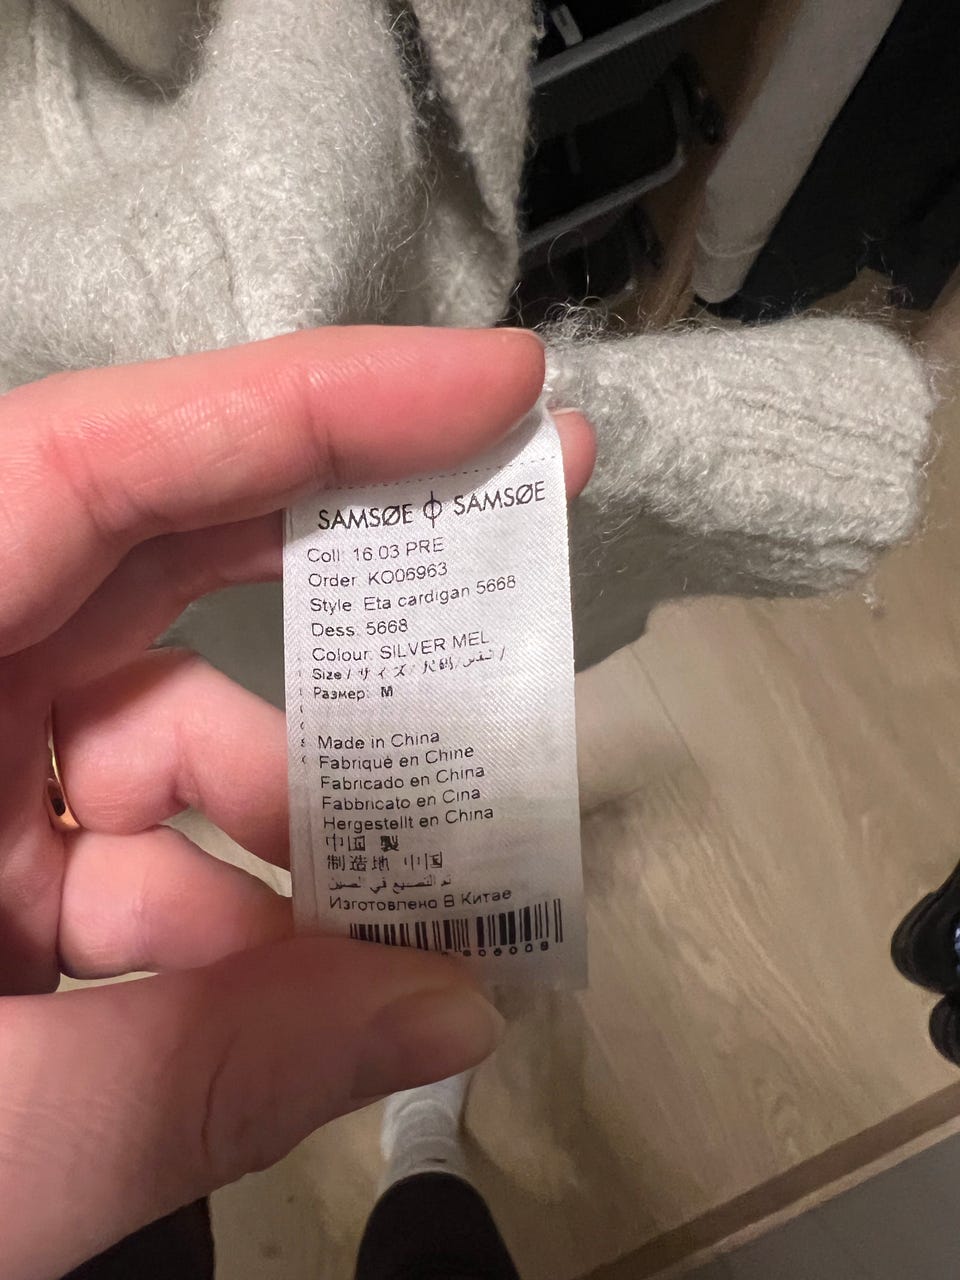 SAMSØE ϕ SAMSØE
Coll: 16.03 PRE
Order: KO06963
Style: Eta cardigan 5668
Dess: 5668
Colour: SILVER MEL
Size / サイズ / 尺码 /
Размер: M
Made in China
Fabriqué en Chine
Fabricado en China
Fabbricato en Cina
Hergestellt en China
中国 製
制造地 中国
تم التصنيع في الصين
Изготовлено В Китае
06008